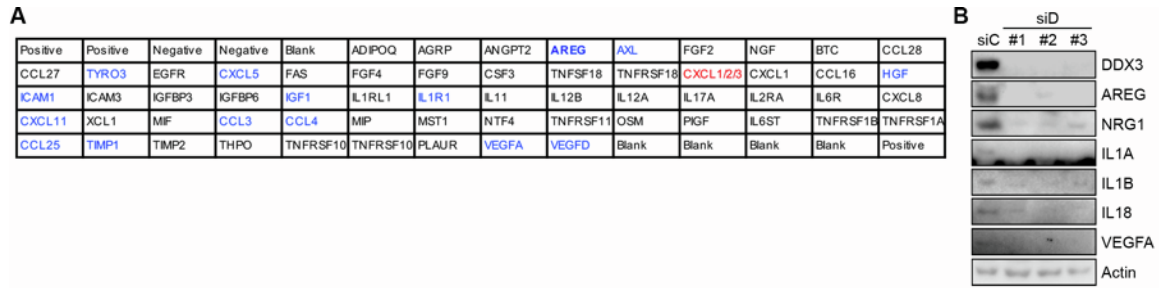 A
Positive Positive Negative Negative Blank ADIPOQ AGRP ANGPT2 AREG AXL FGF2 NGF BTC CCL28
CCL27 TYRO3 EGFR CXCL5 FAS FGF4 FGF9 CSF3 TNFSF18 TNFRSF18 CXCL1/2/3 CXCL1 CCL16 HGF
ICAM1 ICAM3 IGFBP3 IGFBP6 IGF1 IL1RL1 IL1R1 IL11 IL12B IL12A IL17A IL2RA IL6R CXCL8
CXCL11 XCL1 MIF CCL3 CCL4 MIP MST1 NTF4 TNFRSF11 OSM PlGF IL6ST TNFRSF1B TNFRSF1A
CCL25 TIMP1 TIMP2 THPO TNFRSF10 TNFRSF10 PLAUR VEGFA VEGFD Blank Blank Blank Blank Positive
B
siD
siC #1 #2 #3
DDX3
AREG
NRG1
IL1A
IL1B
IL18
VEGFA
Actin